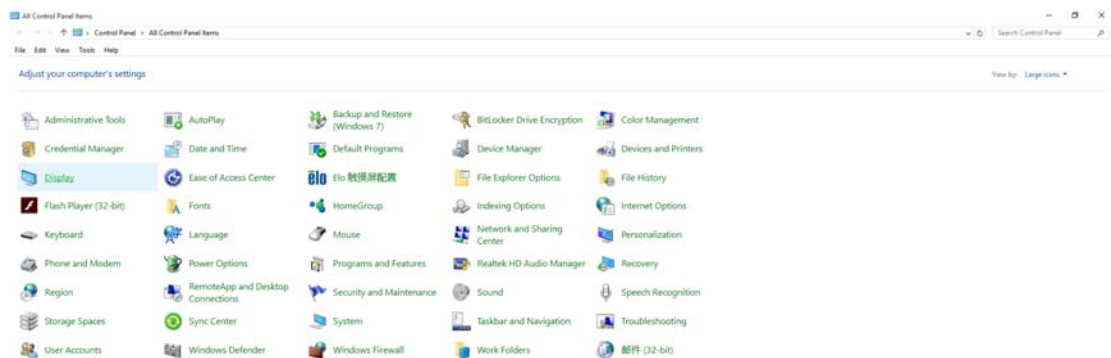 All Control Panel Items
Control Panel › All Control Panel Items
Search Control Panel
File Edit View Tools Help
Adjust your computer's settings
View by: Large icons
Administrative Tools
AutoPlay
Backup and Restore
(Windows 7)
BitLocker Drive Encryption
Color Management
Credential Manager
Date and Time
Default Programs
Device Manager
Devices and Printers
Display
Ease of Access Center
elo
Elo 触摸屏配置
File Explorer Options
File History
Flash Player (32-bit)
Fonts
HomeGroup
Indexing Options
Internet Options
Keyboard
Language
Mouse
Network and Sharing
Center
Personalization
Phone and Modem
Power Options
Programs and Features
Realtek HD Audio Manager
Recovery
Region
RemoteApp and Desktop
Connections
Security and Maintenance
Sound
Speech Recognition
Storage Spaces
Sync Center
System
Taskbar and Navigation
Troubleshooting
User Accounts
Windows Defender
Windows Firewall
Work Folders
邮件 (32-bit)